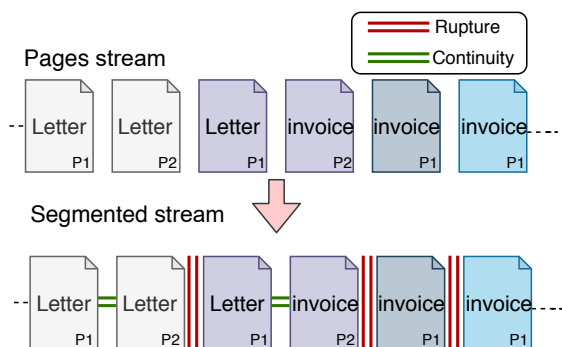 Rupture
Continuity
Pages stream
Letter Letter Letter invoice invoice invoice
P1 P2 P1 P2 P1 P1
Segmented stream
Letter Letter Letter invoice invoice invoice
P1 P2 P1 P2 P1 P1